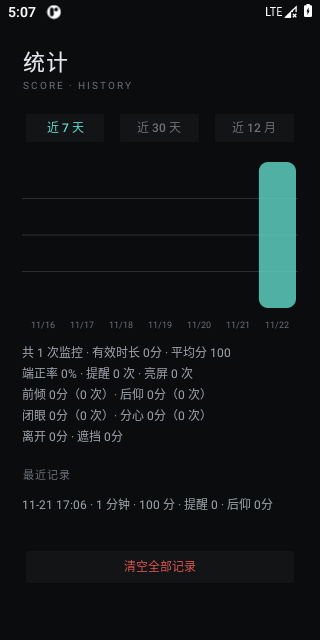 5:07
LTE
统计
SCORE · HISTORY
近 7 天
近 30 天
近 12 月
11/16
11/17
11/18
11/19
11/20
11/21
11/22
共 1 次监控 · 有效时长 0分 · 平均分 100
端正率 0% · 提醒 0 次 · 亮屏 0 次
前倾 0分（0 次）· 后仰 0分（0 次）
闭眼 0分（0 次）· 分心 0分（0 次）
离开 0分 · 遮挡 0分
最近记录
11-21 17:06 · 1 分钟 · 100 分 · 提醒 0 · 后仰 0分
清空全部记录